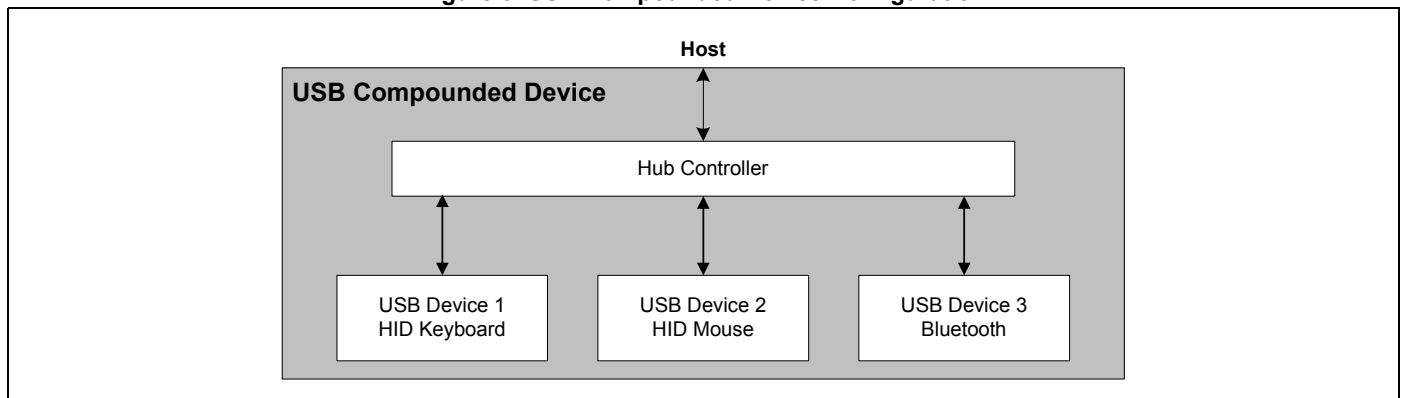 Host
USB Compounded Device
Hub Controller
USB Device 1
HID Keyboard
USB Device 2
HID Mouse
USB Device 3
Bluetooth